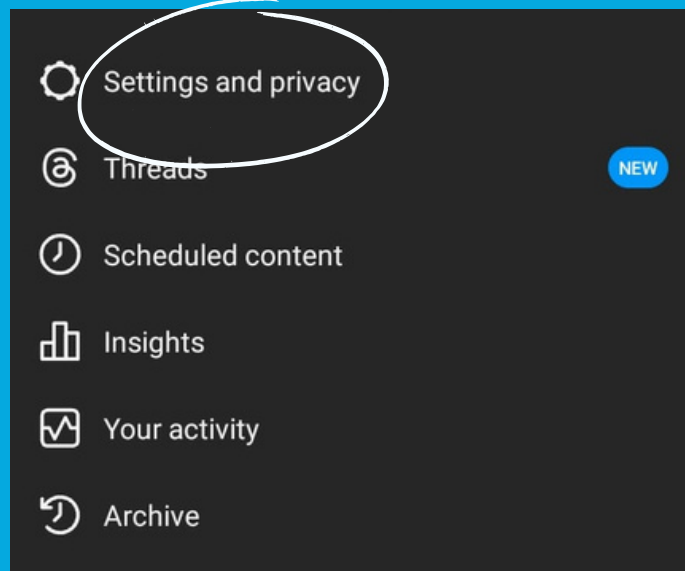 Settings and privacy
Threads
NEW
Scheduled content
Insights
Your activity
Archive